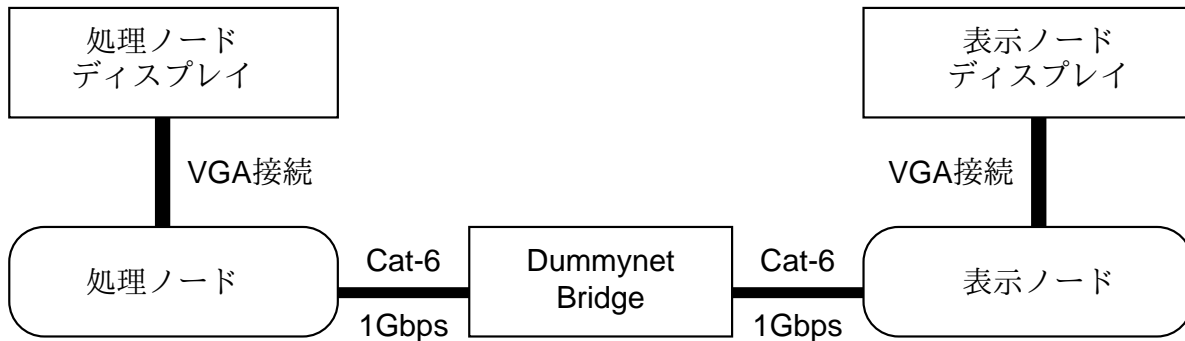 処理ノード
ディスプレイ
表示ノード
ディスプレイ
VGA接続
VGA接続
処理ノード
Cat-6
1Gbps
Dummynet
Bridge
Cat-6
1Gbps
表示ノード